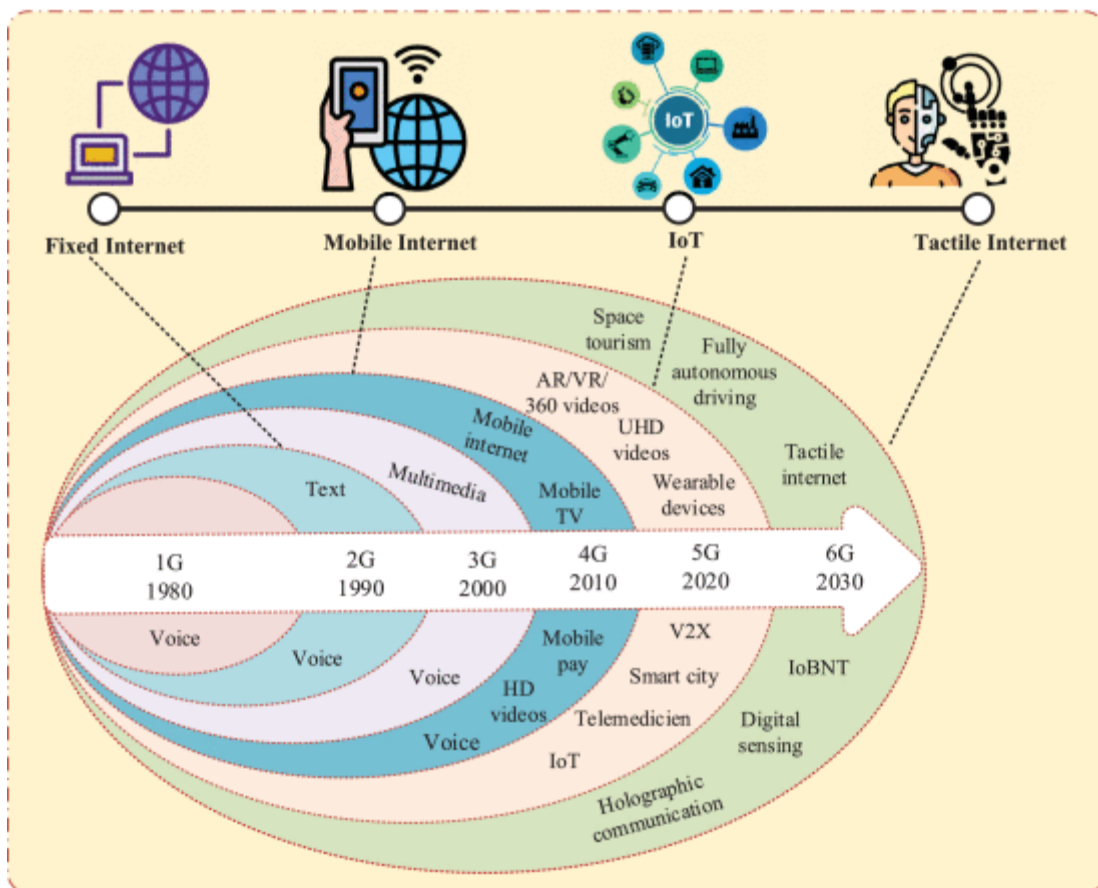 IoT
Fixed Internet
Mobile Internet
IoT
Tactile Internet
Space
tourism
Fully
autonomous
driving
AR/VR/
360 videos
UHD
videos
Wearable
devices
Tactile
internet
Mobile
internet
Mobile
TV
Multimedia
Text
1G
1980
2G
1990
3G
2000
4G
2010
5G
2020
6G
2030
Voice
Voice
Voice
Mobile
pay
HD
videos
Voice
V2X
Smart city
Telemedicien
IoT
IoBNT
Digital
sensing
Holographic
communication